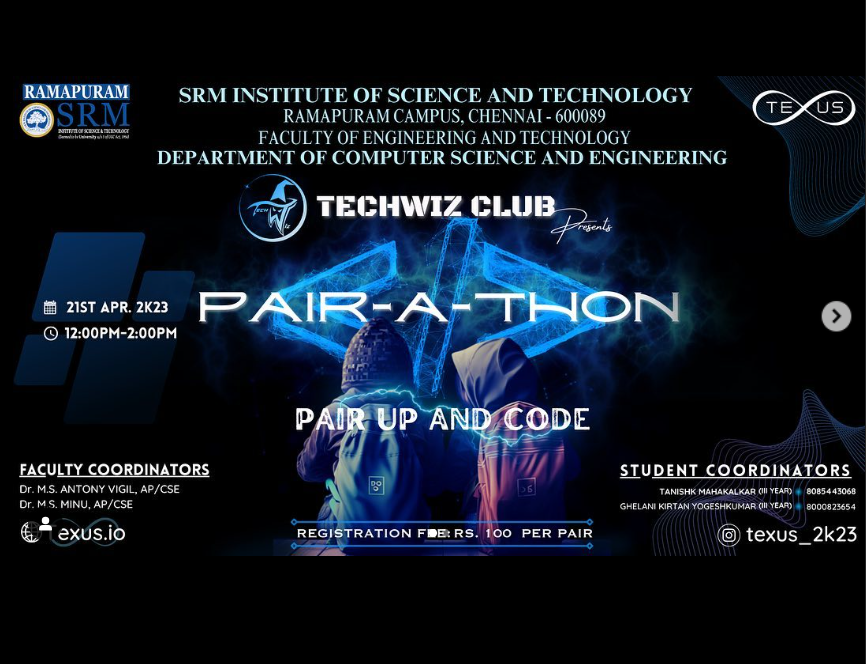 RAMAPURAM
SRM
INSTITUTE OF SCIENCE & TECHNOLOGY
SRM INSTITUTE OF SCIENCE AND TECHNOLOGY
RAMAPURAM CAMPUS, CHENNAI - 600089
FACULTY OF ENGINEERING AND TECHNOLOGY
DEPARTMENT OF COMPUTER SCIENCE AND ENGINEERING
TEXUS
TECH WIZ
TECHWIZ CLUB
Presents
21ST APR. 2K23
12:00PM-2:00PM
PAIR-A-THON
PAIR UP AND CODE
FACULTY COORDINATORS
Dr. M.S. ANTONY VIGIL, AP/CSE
Dr. M.S. MINU, AP/CSE
exus.io
STUDENT COORDINATORS
TANISHK MAHAKALKAR (III YEAR) 8085443068
GHELANI KIRTAN YOGESHKUMAR (III YEAR) 8000823654
REGISTRATION FEE: RS. 100 PER PAIR
texus_2k23